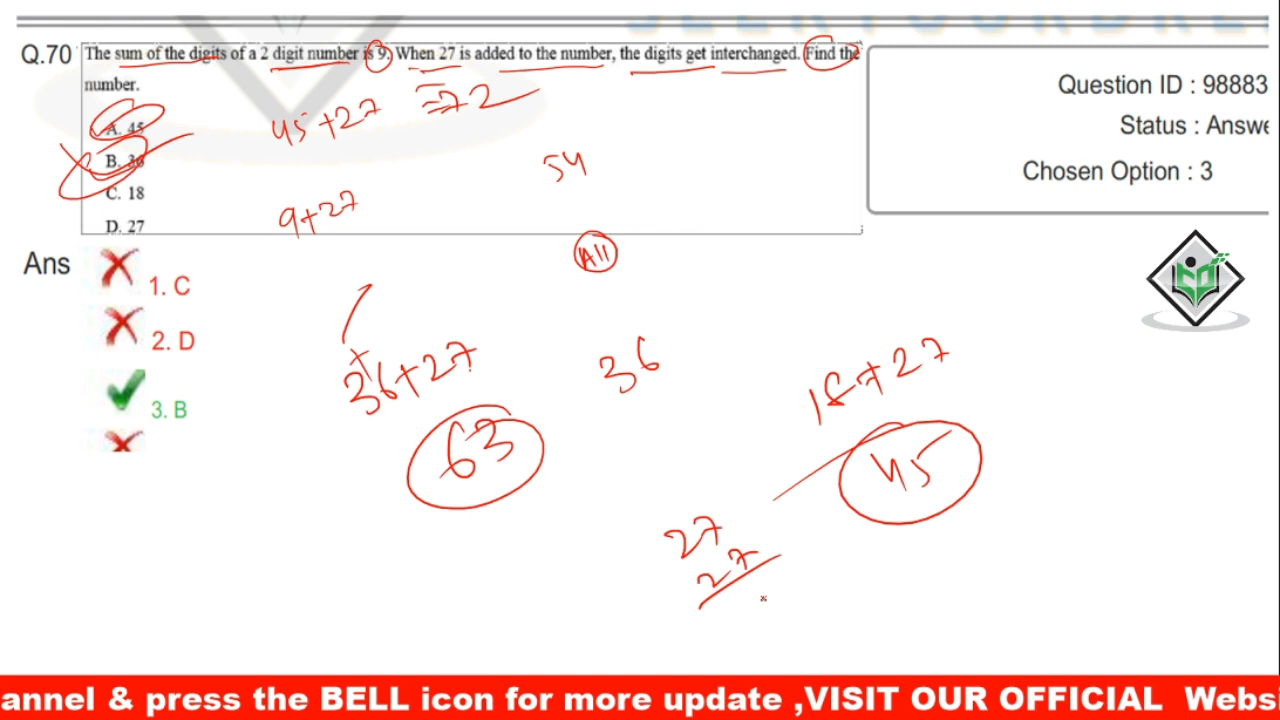 Q.70 The sum of the digits of a 2 digit number is 9. When 27 is added to the number, the digits get interchanged. Find the
number.
A. 45
B. 36
C. 18
D. 27
45+27 = 72
54
9+27
All
36+27
63
36
18+27
45
27
27
Question ID : 98883
Status : Answe
Chosen Option : 3
Ans
1. C
2. D
3. B
annel & press the BELL icon for more update ,VISIT OUR OFFICIAL Webs